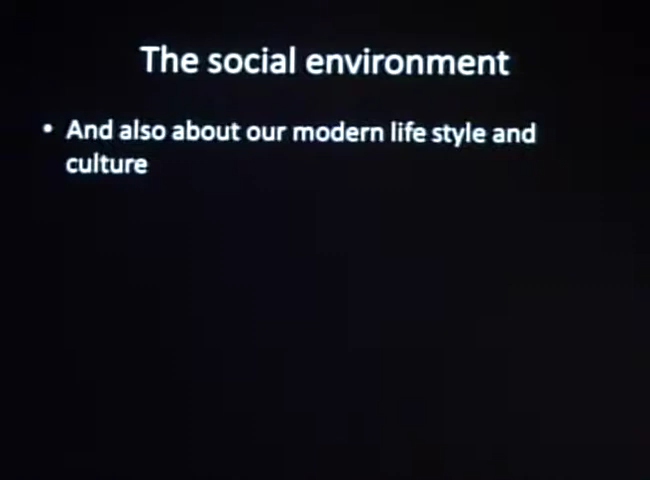 The social environment
• And also about our modern life style and
culture